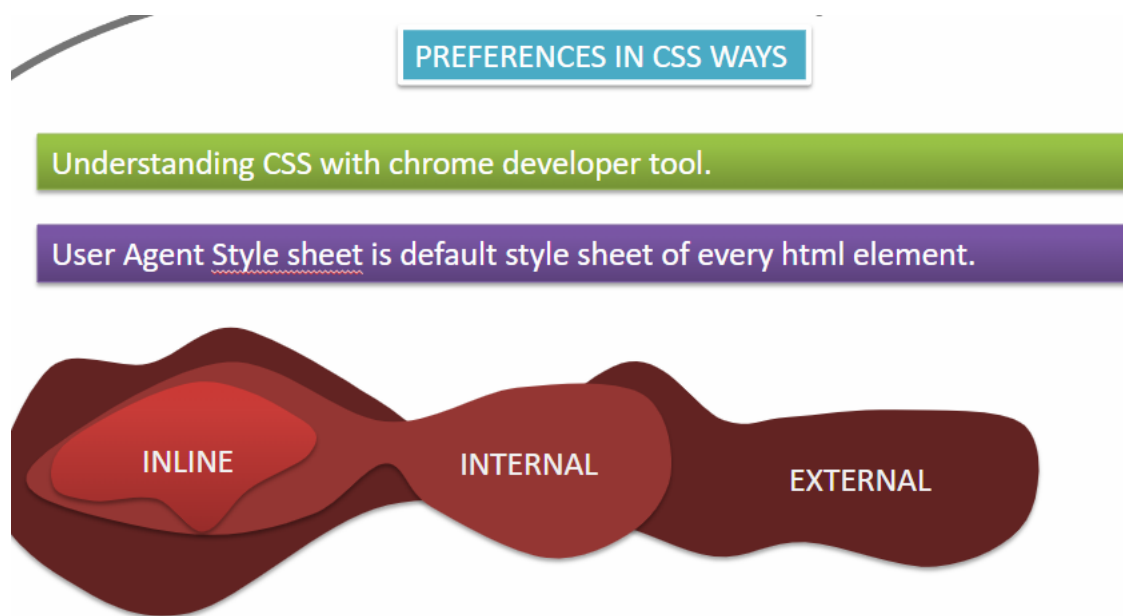 PREFERENCES IN CSS WAYS
Understanding CSS with chrome developer tool.
User Agent Style sheet is default style sheet of every html element.
INLINE
INTERNAL
EXTERNAL